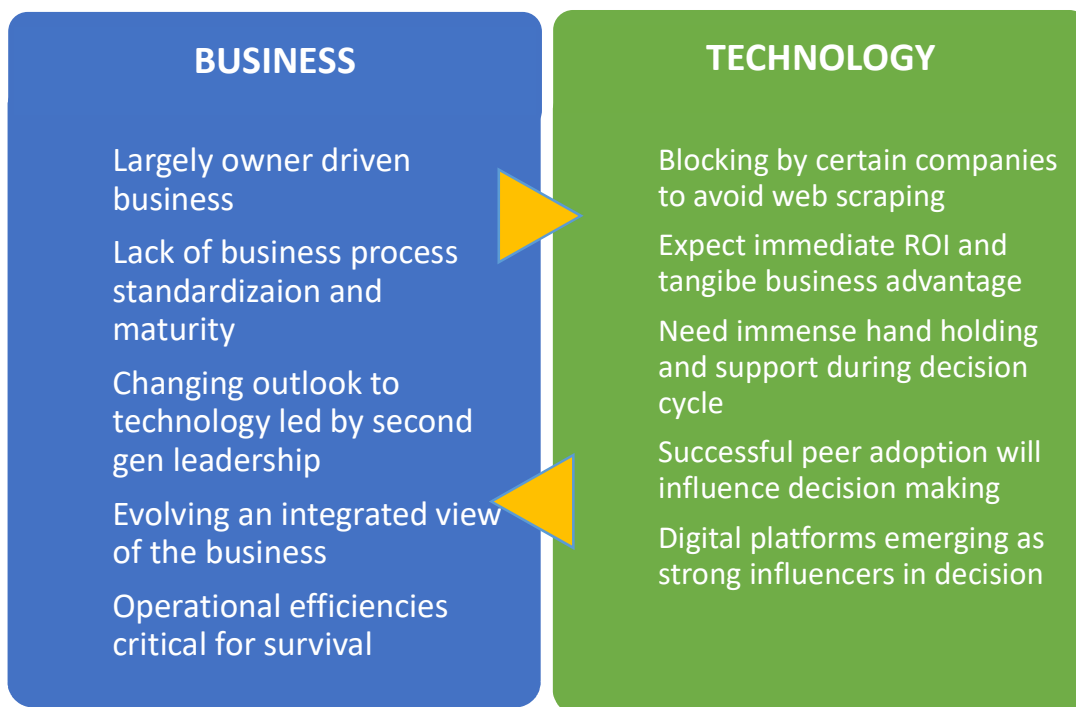 BUSINESS
Largely owner driven
business
Lack of business process
standardizaion and
maturity
Changing outlook to
technology led by second
gen leadership
Evolving an integrated view
of the business
Operational efficiencies
critical for survival
TECHNOLOGY
Blocking by certain companies
to avoid web scraping
Expect immediate ROI and
tangibe business advantage
Need immense hand holding
and support during decision
cycle
Successful peer adoption will
influence decision making
Digital platforms emerging as
strong influencers in decision